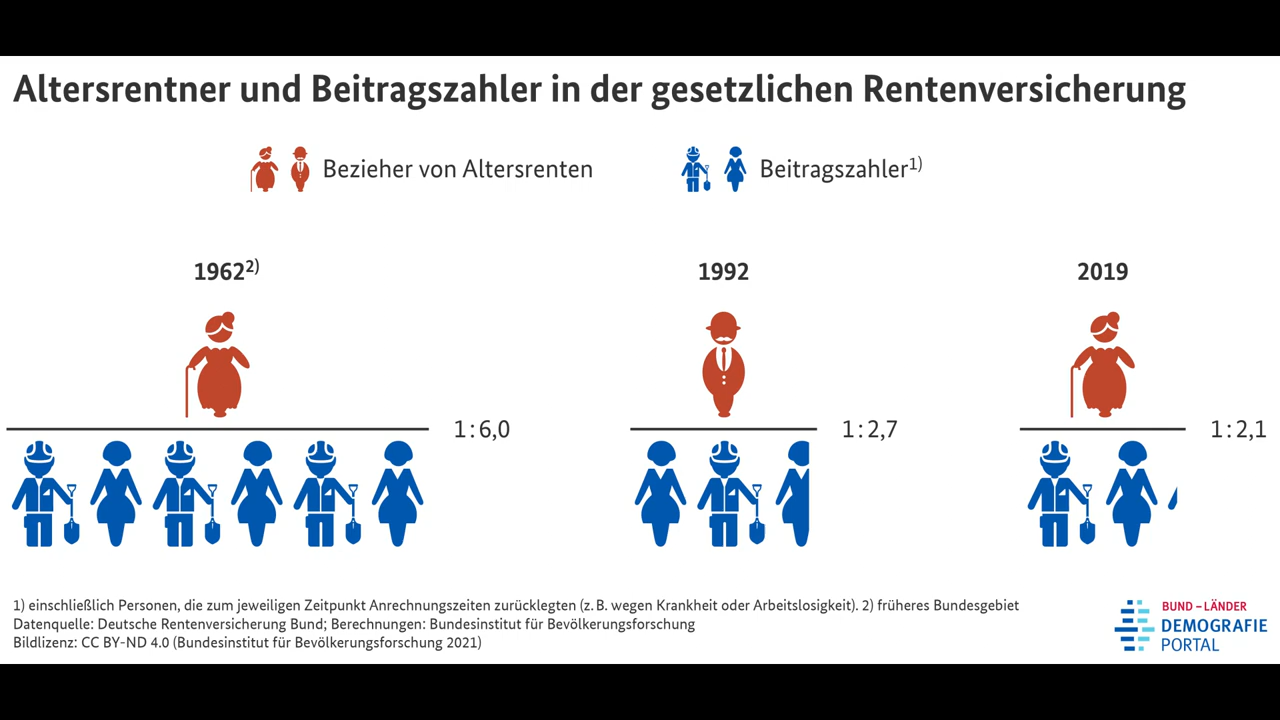 Altersrentner und Beitragszahler in der gesetzlichen Rentenversicherung
Bezieher von Altersrenten
Beitragszahler1)
19622)
1992
2019
1 : 6,0
1 : 2,7
1 : 2,1
1) einschließlich Personen, die zum jeweiligen Zeitpunkt Anrechnungszeiten zurücklegten (z. B. wegen Krankheit oder Arbeitslosigkeit). 2) früheres Bundesgebiet
Datenquelle: Deutsche Rentenversicherung Bund; Berechnungen: Bundesinstitut für Bevölkerungsforschung
Bildlizenz: CC BY-ND 4.0 (Bundesinstitut für Bevölkerungsforschung 2021)
BUND – LÄNDER
DEMOGRAFIE
PORTAL